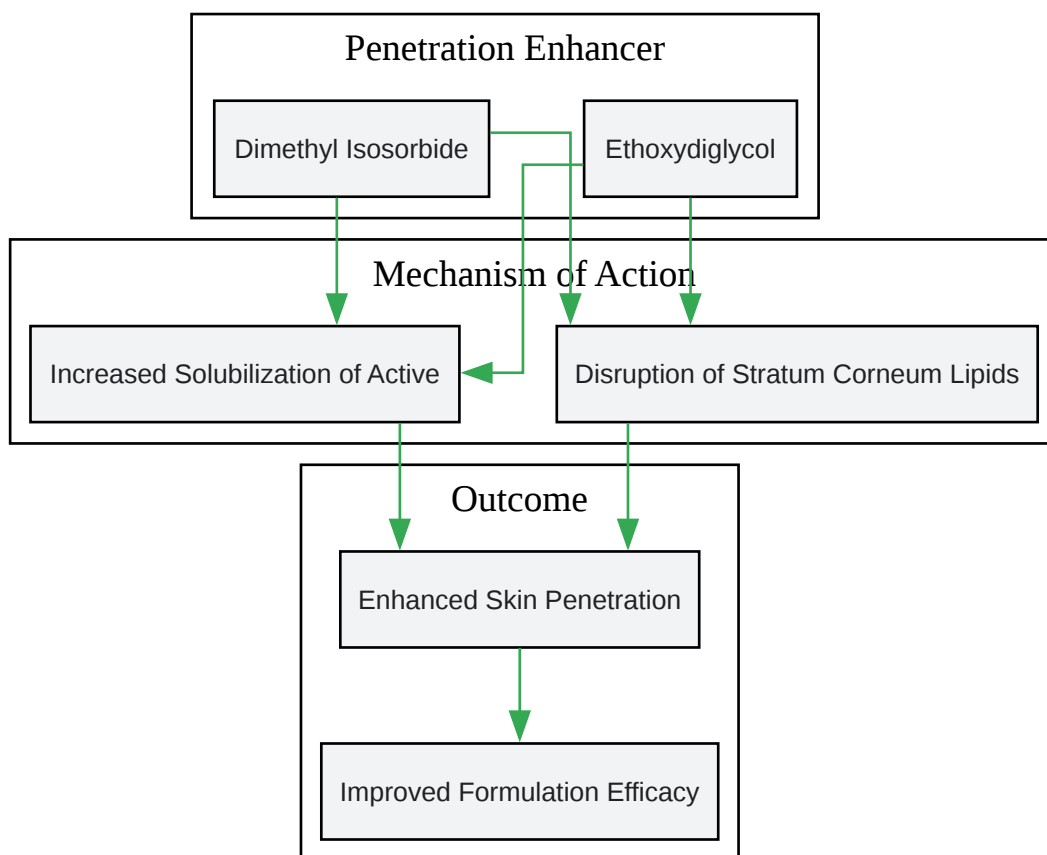 Penetration Enhancer
Dimethyl Isosorbide
Ethoxydiglycol
Mechanism of Action
Increased Solubilization of Active
Disruption of Stratum Corneum Lipids
Outcome
Enhanced Skin Penetration
Improved Formulation Efficacy